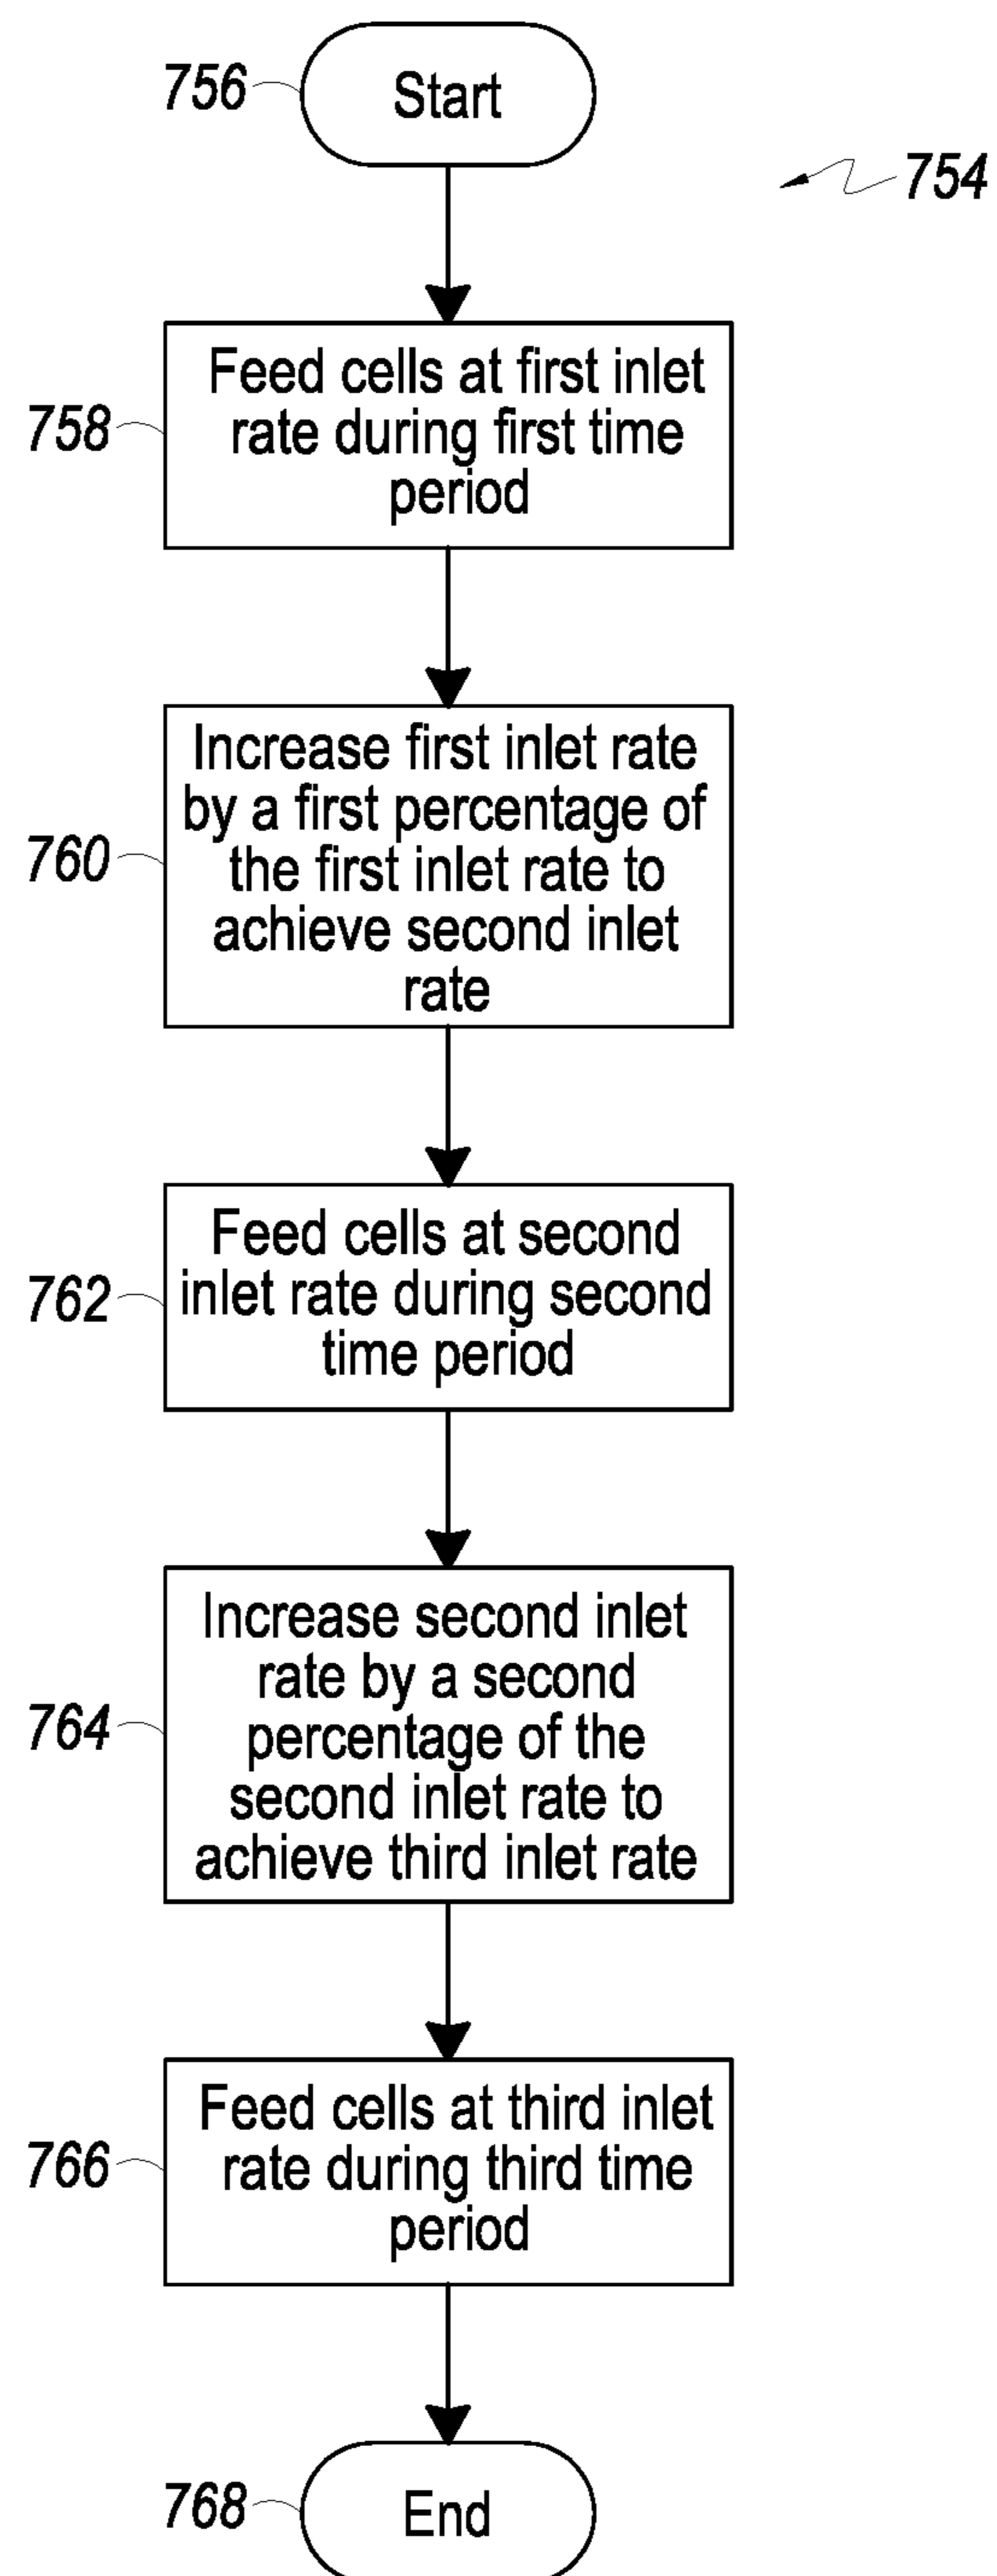 756
Start
754
758
Feed cells at first inlet
rate during first time
period
760
Increase first inlet rate
by a first percentage of
the first inlet rate to
achieve second inlet
rate
762
Feed cells at second
inlet rate during second
time period
764
Increase second inlet
rate by a second
percentage of the
second inlet rate to
achieve third inlet rate
766
Feed cells at third inlet
rate during third time
period
768
End